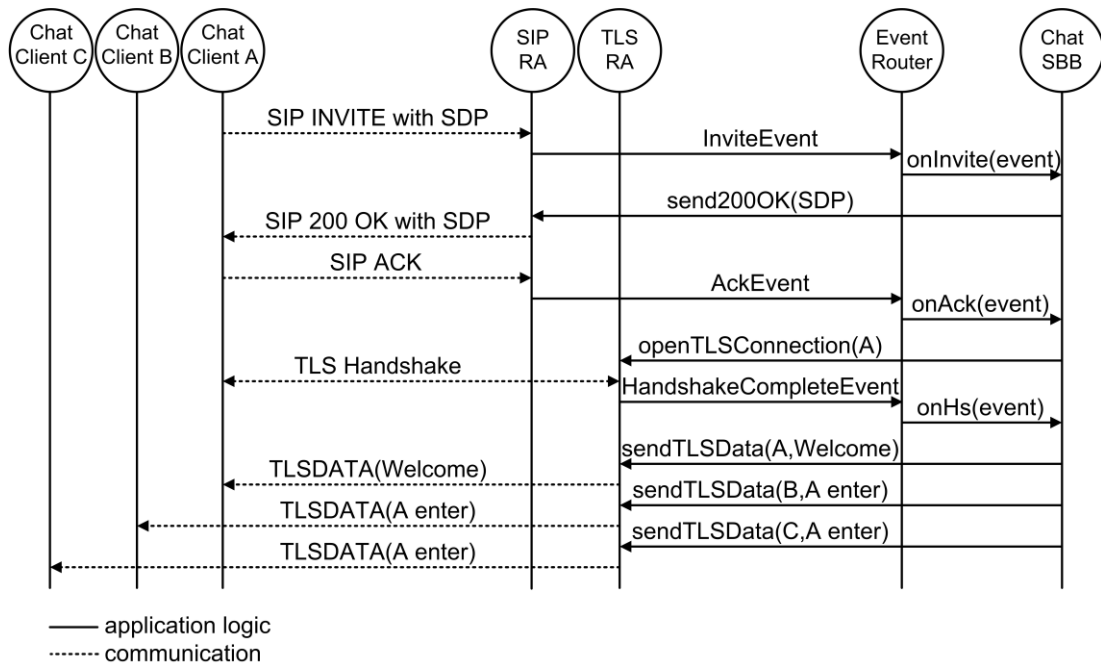 Chat
Client C
Chat
Client B
Chat
Client A
SIP
RA
TLS
RA
Event
Router
Chat
SBB
SIP INVITE with SDP
InviteEvent
onInvite(event)
send200OK(SDP)
SIP 200 OK with SDP
SIP ACK
AckEvent
onAck(event)
openTLSConnection(A)
TLS Handshake
HandshakeCompleteEvent
onHs(event)
sendTLSData(A,Welcome)
TLSDATA(Welcome)
sendTLSData(B,A enter)
TLSDATA(A enter)
sendTLSData(C,A enter)
TLSDATA(A enter)
application logic
communication